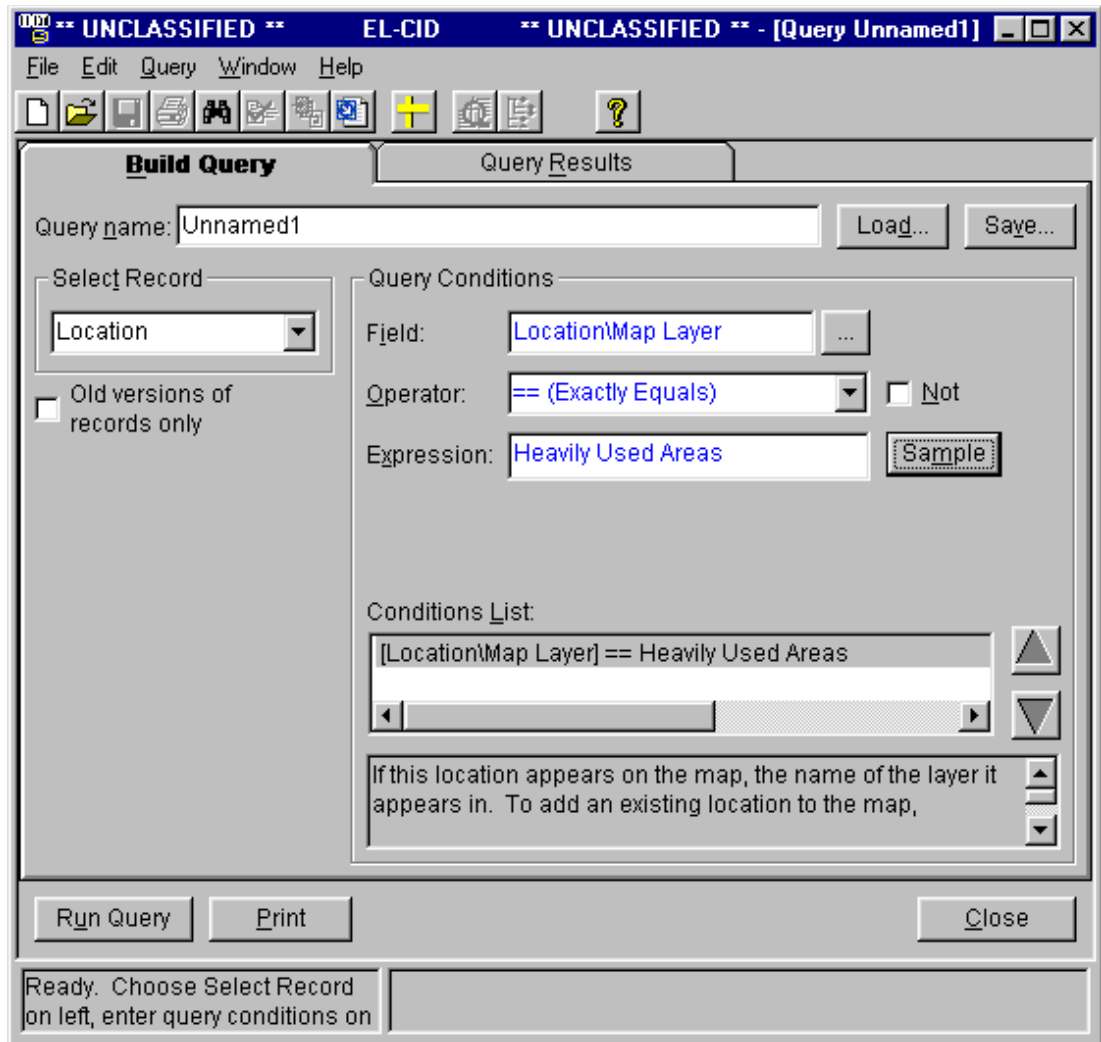 ** UNCLASSIFIED ** EL-CID ** UNCLASSIFIED ** - [Query Unnamed1]
File Edit Query Window Help
Build Query Query Results
Query name: Unnamed1 Load... Save...
Select Record
Location
Old versions of
records only
Query Conditions
Field: Location\Map Layer ...
Operator: == (Exactly Equals) Not
Expression: Heavily Used Areas Sample
Conditions List:
[Location\Map Layer] == Heavily Used Areas
If this location appears on the map, the name of the layer it
appears in. To add an existing location to the map,
Run Query Print Close
Ready. Choose Select Record
on left, enter query conditions on